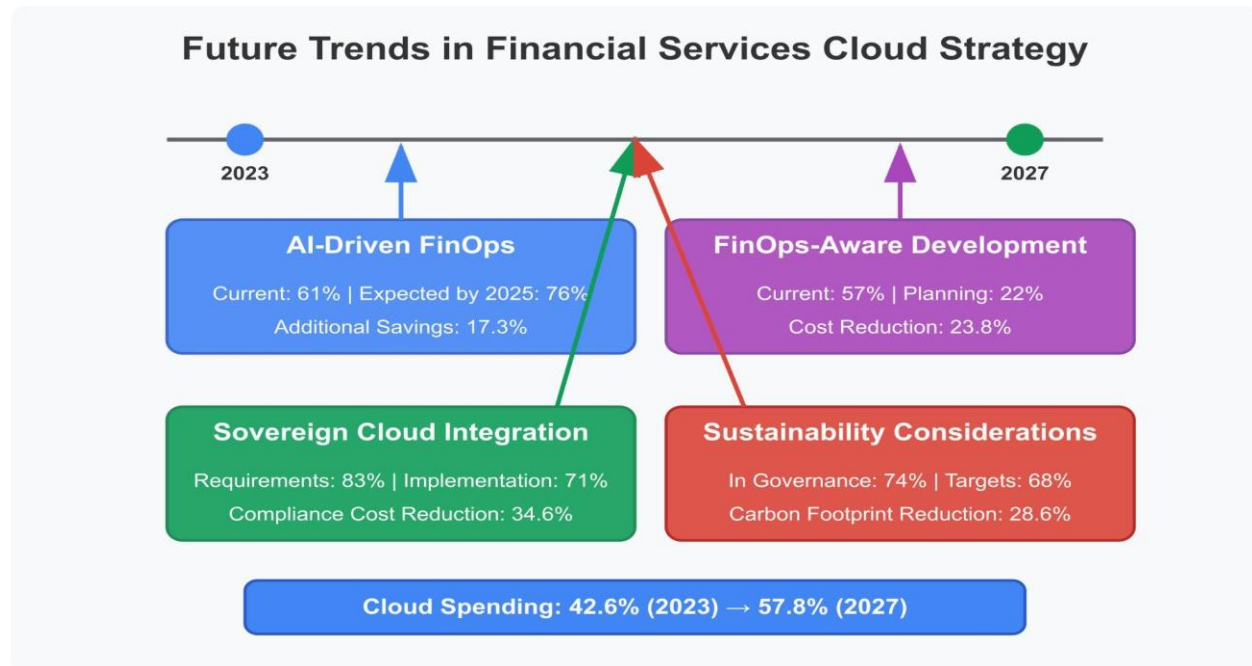 Future Trends in Financial Services Cloud Strategy
2023
2027
AI-Driven FinOps
Current: 61% | Expected by 2025: 76%
Additional Savings: 17.3%
FinOps-Aware Development
Current: 57% | Planning: 22%
Cost Reduction: 23.8%
Sovereign Cloud Integration
Requirements: 83% | Implementation: 71%
Compliance Cost Reduction: 34.6%
Sustainability Considerations
In Governance: 74% | Targets: 68%
Carbon Footprint Reduction: 28.6%
Cloud Spending: 42.6% (2023) → 57.8% (2027)